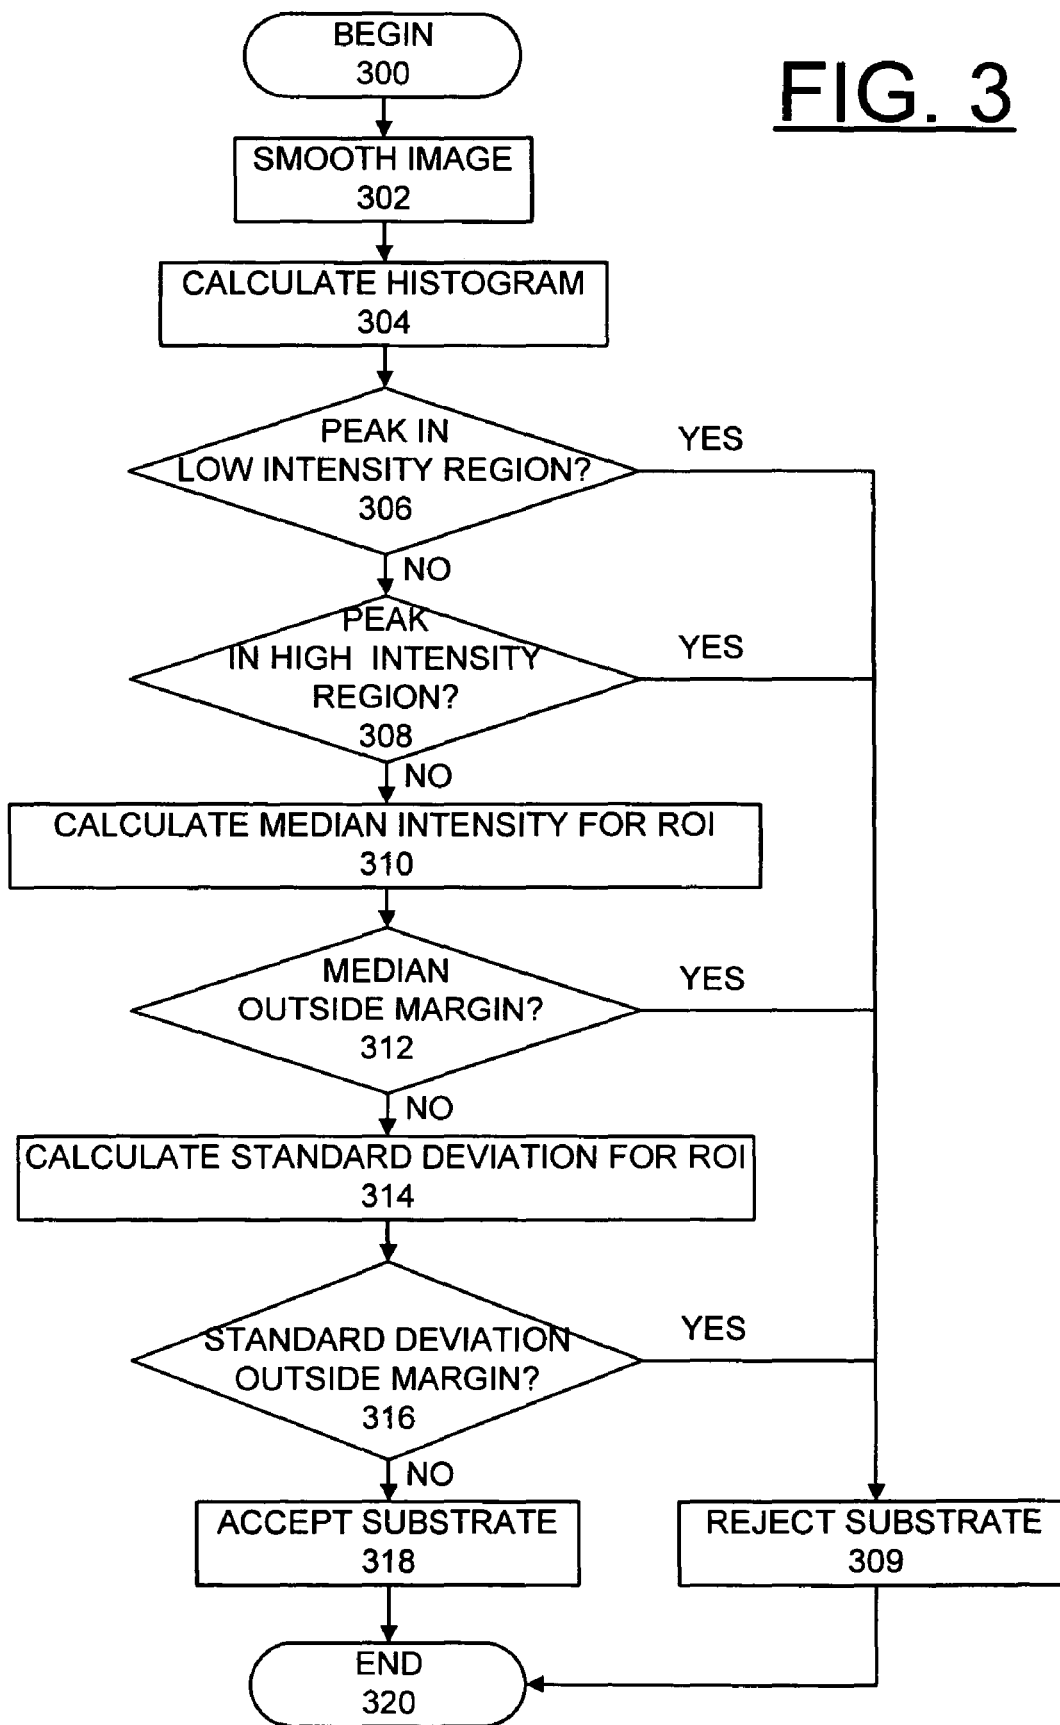 FIG. 3
BEGIN
300
SMOOTH IMAGE
302
CALCULATE HISTOGRAM
304
PEAK IN
LOW INTENSITY REGION?
306
YES
NO
PEAK
IN HIGH INTENSITY
REGION?
308
YES
NO
CALCULATE MEDIAN INTENSITY FOR ROI
310
MEDIAN
OUTSIDE MARGIN?
312
YES
NO
CALCULATE STANDARD DEVIATION FOR ROI
314
STANDARD DEVIATION
OUTSIDE MARGIN?
316
YES
NO
ACCEPT SUBSTRATE
318
REJECT SUBSTRATE
309
END
320